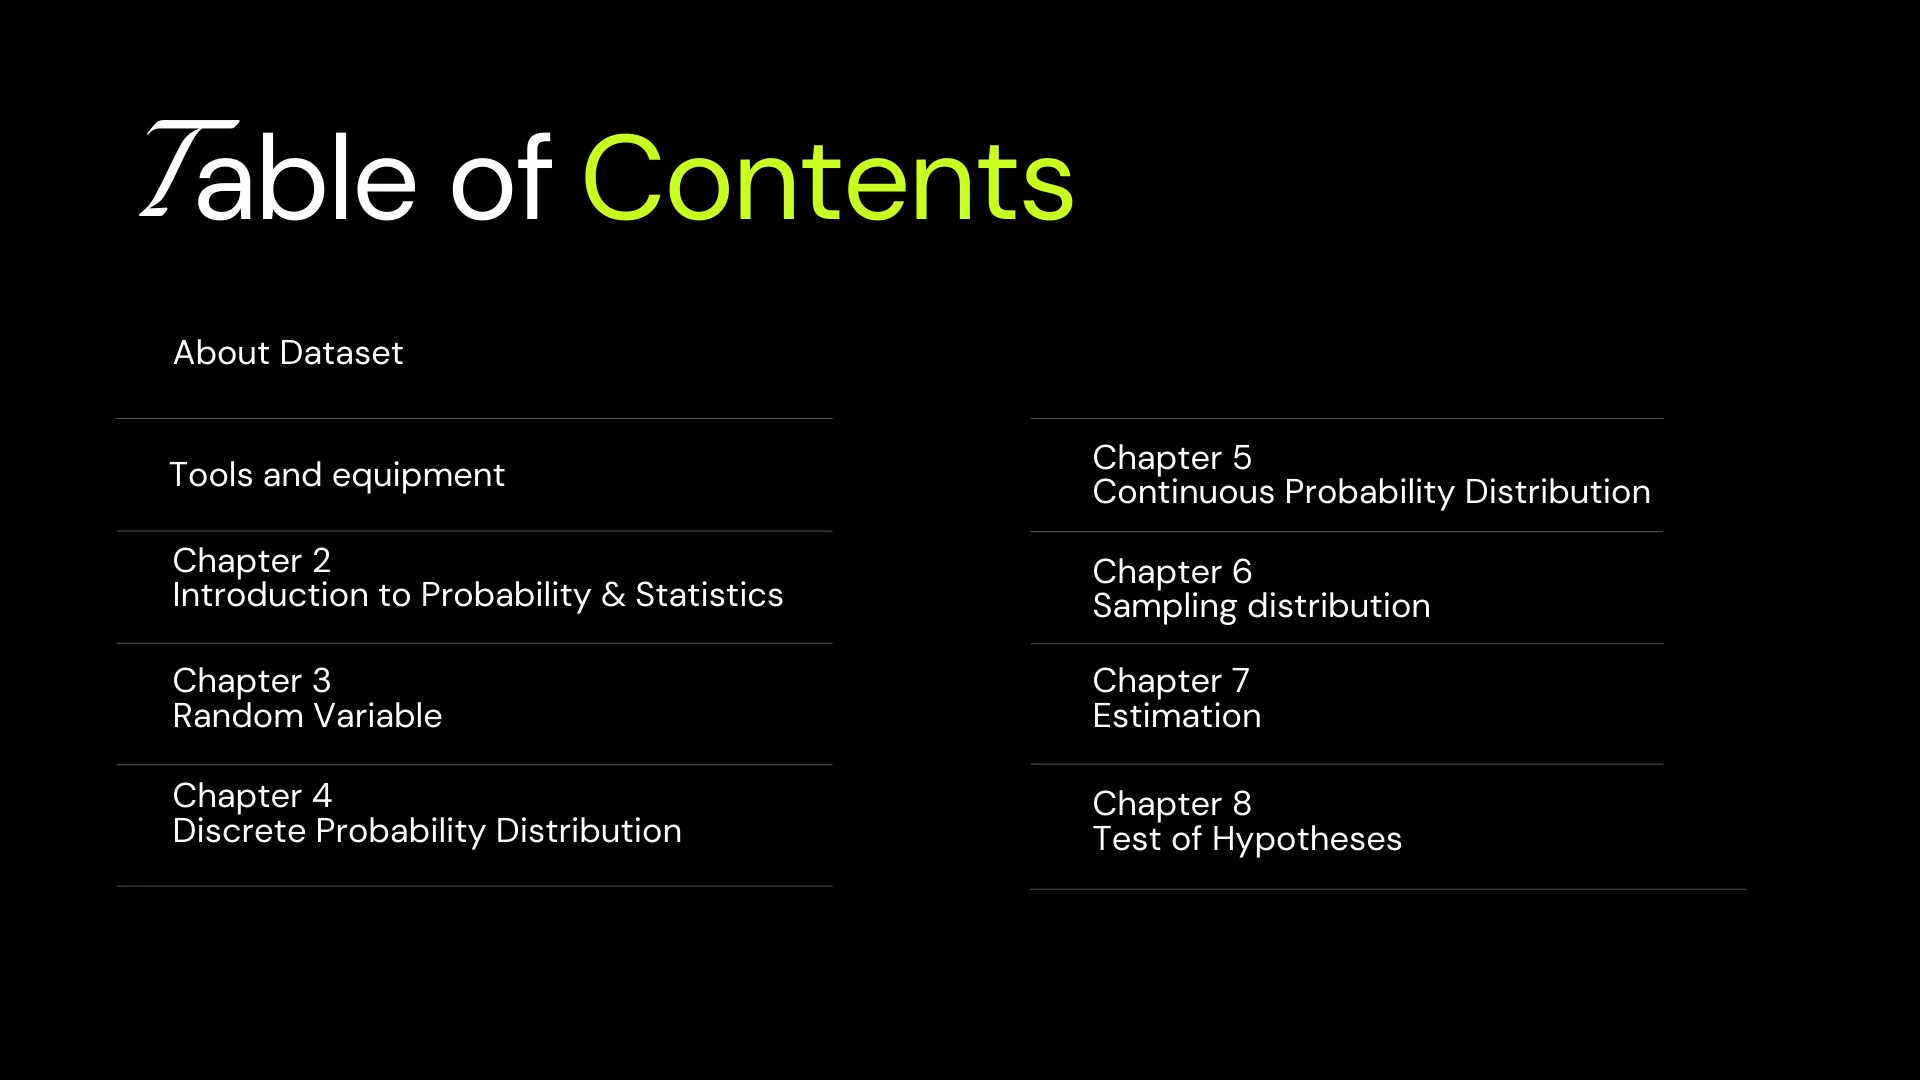 Table of Contents
About Dataset
Tools and equipment
Chapter 2
Introduction to Probability & Statistics
Chapter 3
Random Variable
Chapter 4
Discrete Probability Distribution
Chapter 5
Continuous Probability Distribution
Chapter 6
Sampling distribution
Chapter 7
Estimation
Chapter 8
Test of Hypotheses